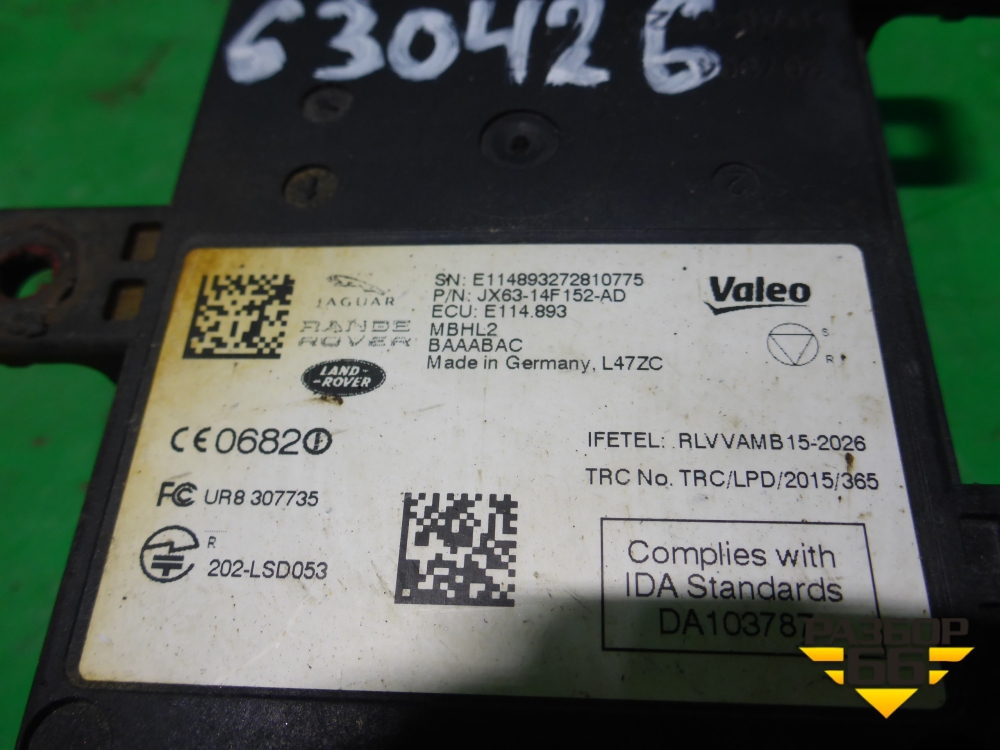 630426
SN: E114893272810775
P/N: JX63-14F152-AD
ECU: E114.893
MBHL2
BAAABAC
Made in Germany, L47ZC
JAGUAR
RANGE
ROVER
LAND-
-ROVER
Valeo
S
R
CE0682
IFETEL: RLVVAMB15-2026
TRC No. TRC/LPD/2015/365
FC UR8 307735
R
202-LSD053
Complies with
IDA Standards
DA103787
РАЗБОР
66